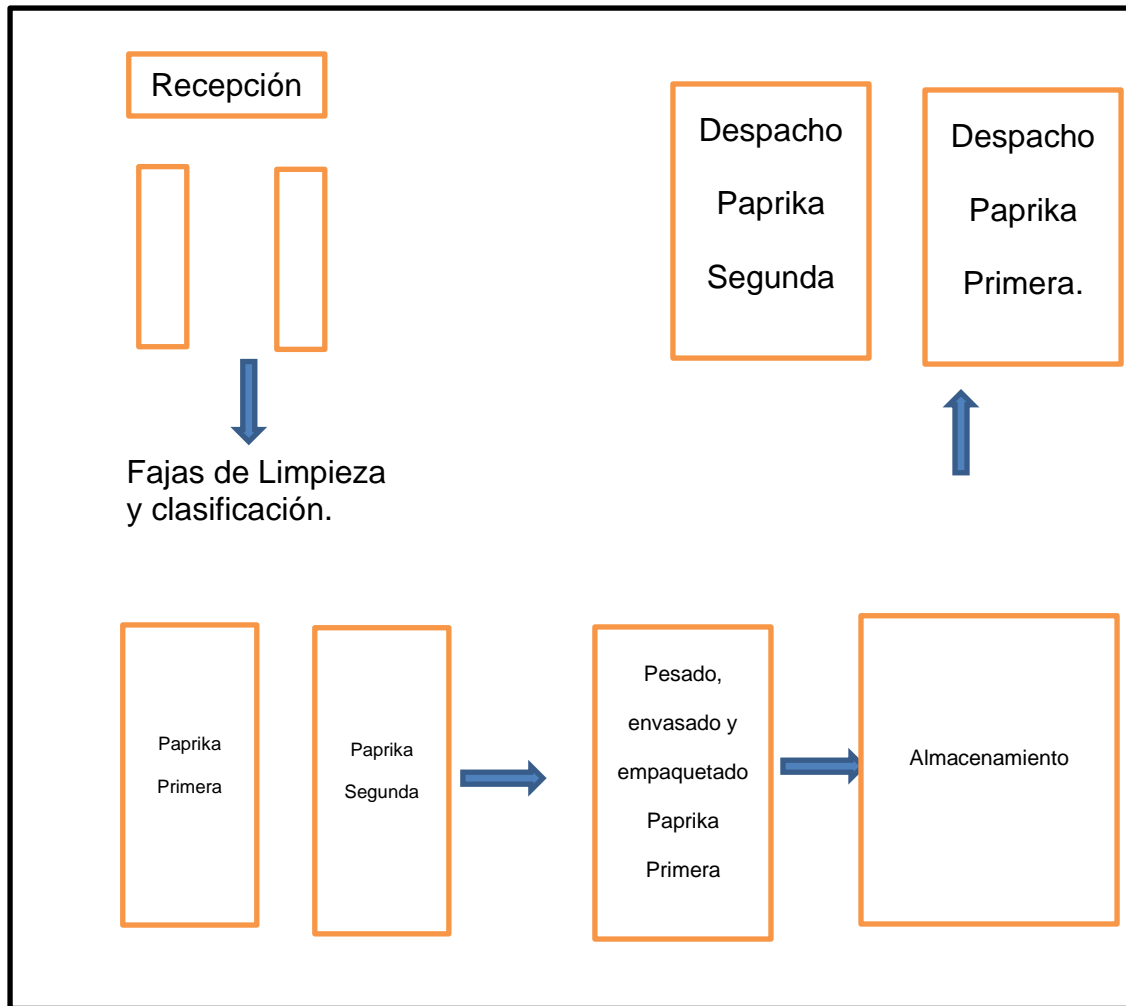 Recepción
Despacho
Paprika
Segunda
Despacho
Paprika
Primera.
Fajas de Limpieza
y clasificación.
Paprika
Primera
Paprika
Segunda
Pesado,
envasado y
empaquetado
Paprika
Primera
Almacenamiento